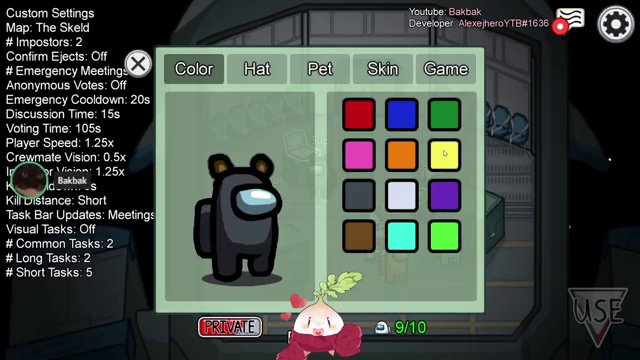 Custom Settings
Map: The Skeld
# Impostors: 2
Confirm Ejects: Off
# Emergency Meetings
Anonymous Votes: Off
Emergency Cooldown: 20s
Discussion Time: 15s
Voting Time: 105s
Player Speed: 1.25x
Crewmate Vision: 0.5x
Vision: 1.25x
Kill Distance: Short
Task Bar Updates: Meetings
Visual Tasks: Off
# Common Tasks: 2
# Long Tasks: 2
# Short Tasks: 5
Bakbak
Youtube: Bakbak
Developer: AlexejheroYTB#1636
Color Hat Pet Skin Game
PRIVATE
9/10
USE